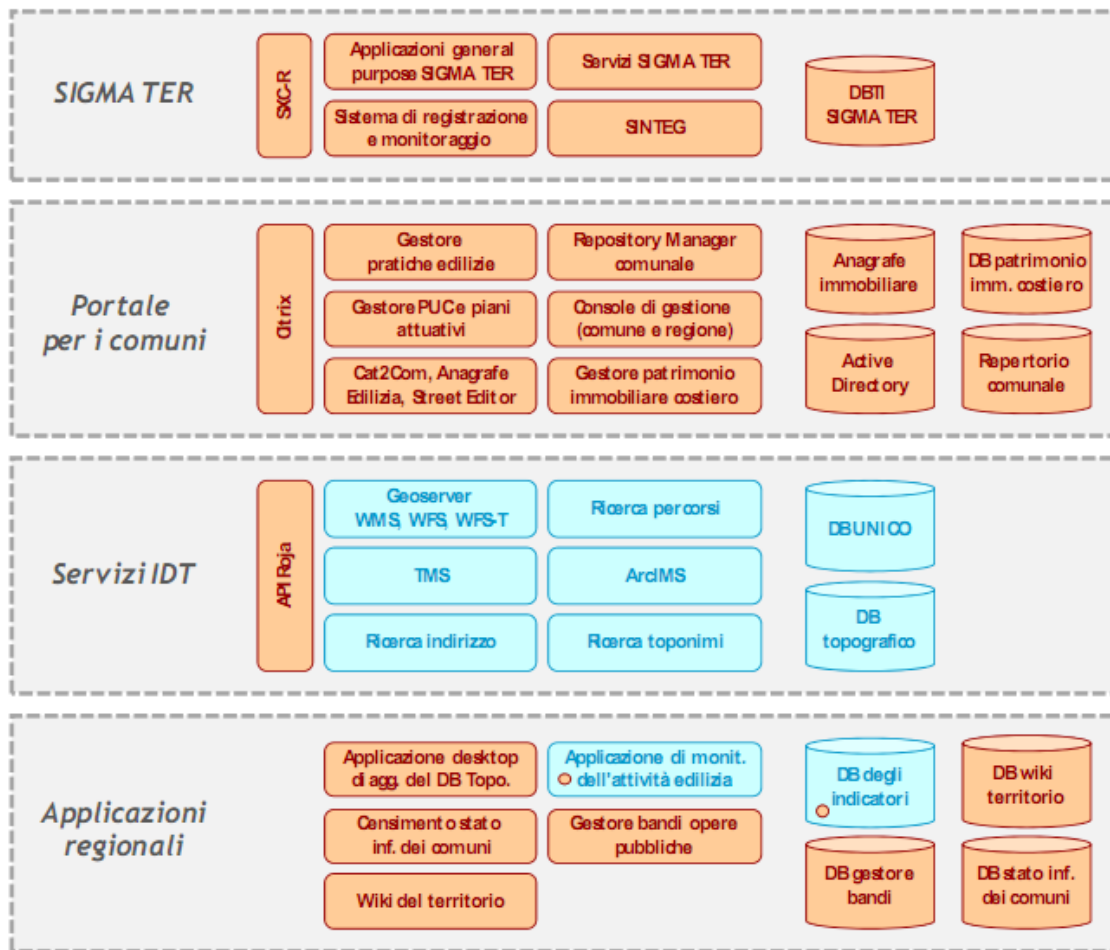 SIGMA TER
SXC-R
Applicazioni general
purpose SIGMA TER
Servizi SIGMA TER
Sistema di registrazione
e monitoraggio
SINTEG
DBTI
SIGMA TER
Portale
per i comuni
Citrix
Gestore
pratiche edilizie
Repository Manager
comunale
Gestore PUC e piani
attuativi
Console di gestione
(comune e regione)
Cat2Com, Anagrafe
Edilizia, Street Editor
Gestore patrimonio
immobiliare costiero
Anagrafe
immobiliare
DB patrimonio
imm. costiero
Active
Directory
Repertorio
comunale
Servizi IDT
API Roja
Geoserver
WMS, WFS, WFS-T
Ricerca percorsi
TMS
ArcIMS
Ricerca indirizzo
Ricerca toponimi
DBUNICO
DB
topografico
Applicazioni
regionali
Applicazione desktop
di agg. del DB Topo.
Applicazione di monit.
dell'attività edilizia
Censimento stato
inf. dei comuni
Gestore bandi opere
pubbliche
Wiki del territorio
DB degli
indicatori
DB wiki
territorio
DB gestore
bandi
DB stato inf.
dei comuni